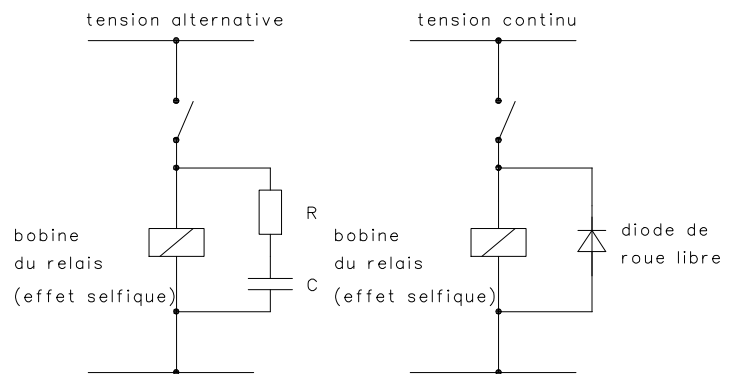 tension alternative
tension continu
R
bobine
du relais
(effet selfique)
C
bobine
du relais
(effet selfique)
diode de
roue libre